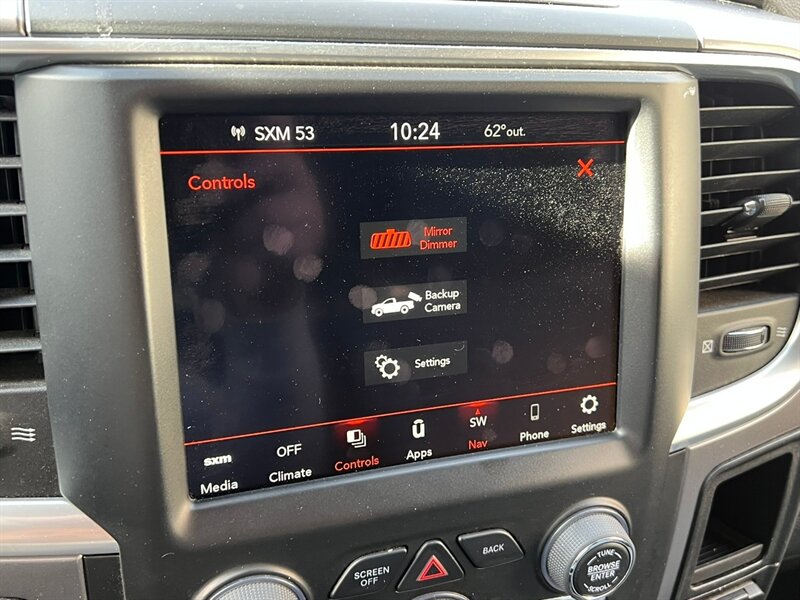 SXM 53
10:24
62°out.
Controls
Mirror
Dimmer
Backup
Camera
Settings
sxm
Media
OFF
Climate
Controls
Apps
SW
Nav
Phone
Settings
SCREEN
OFF
BACK
TUNE
BROWSE
ENTER
SCROLL